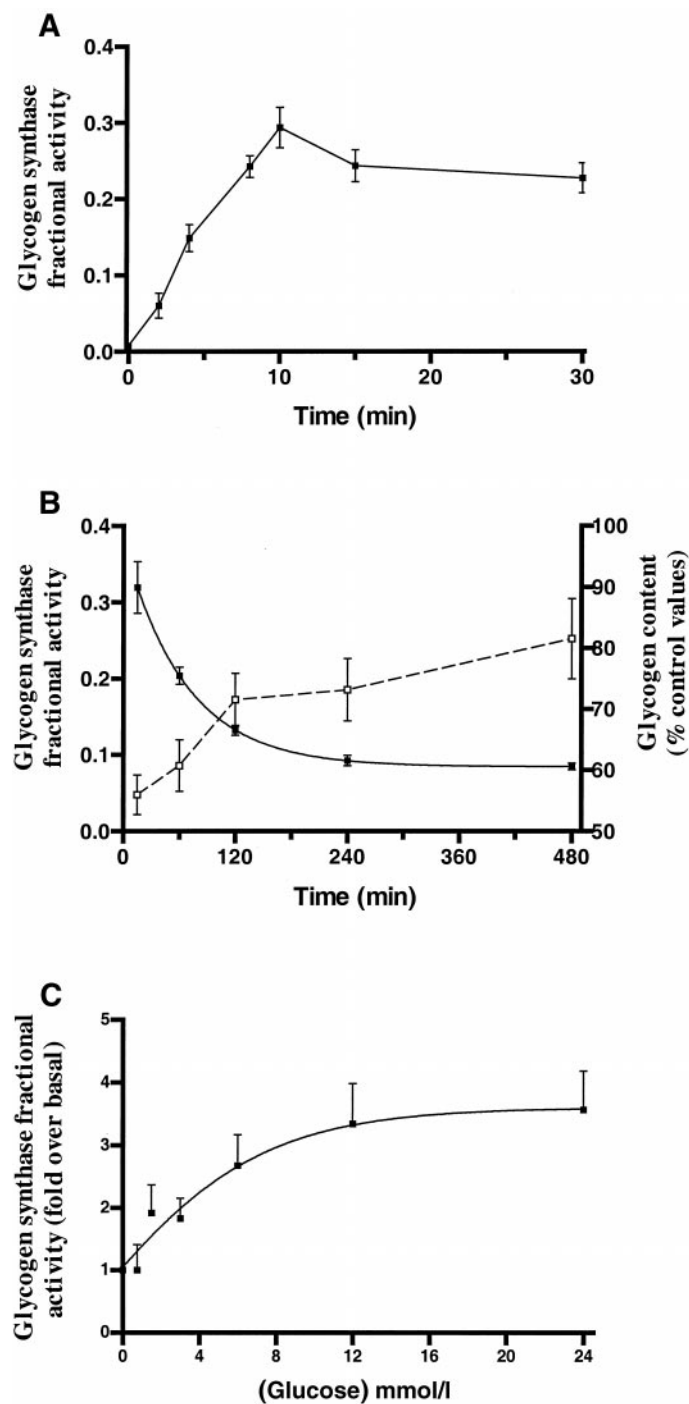 A
Glycogen synthase
fractional activity
0.4
0.3
0.2
0.1
0.0
0 10 20 30
Time (min)
B
Glycogen synthase
fractional activity
0.4
0.3
0.2
0.1
0.0
100
90
80
70
60
50
Glycogen content
(% control values)
0 120 240 360 480
Time (min)
C
Glycogen synthase fractional
activity (fold over basal)
5
4
3
2
1
0
0 4 8 12 16 20 24
(Glucose) mmol/l